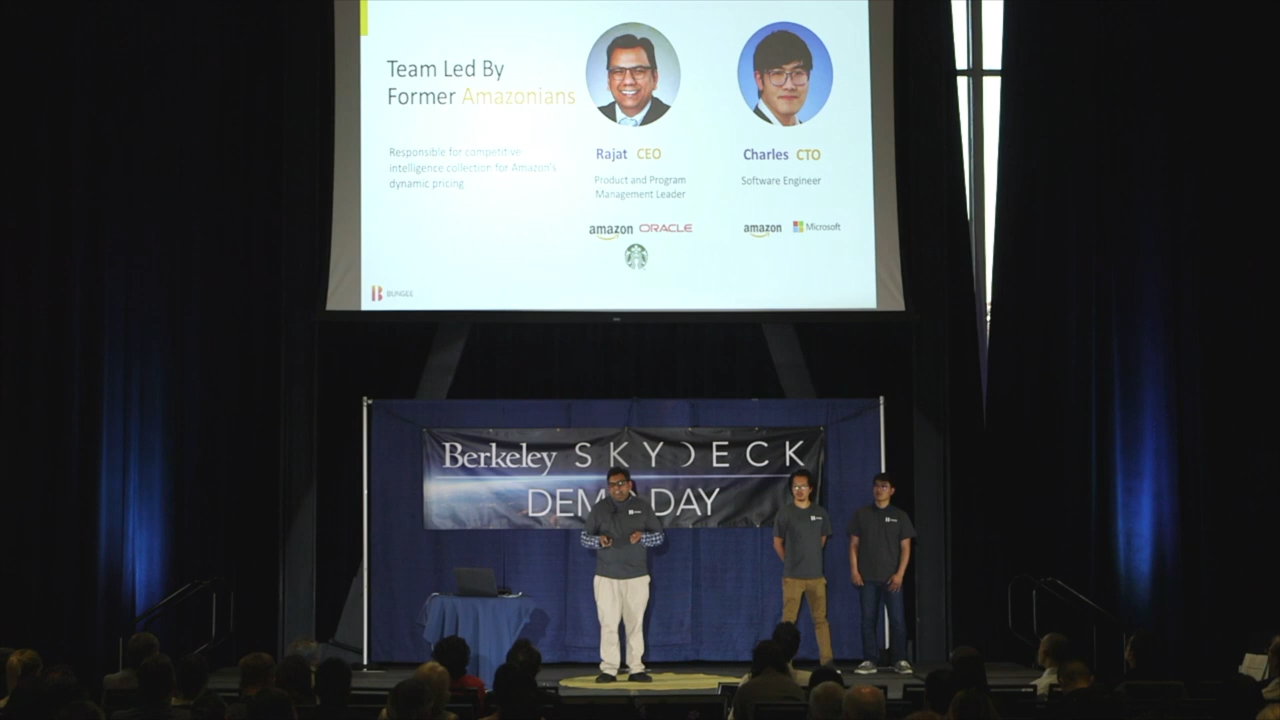 Team Led By
Former Amazonians
Responsible for competitive
intelligence collection for Amazon's
dynamic pricing
Rajat CEO
Product and Program
Management Leader
amazon ORACLE
Charles CTO
Software Engineer
amazon Microsoft
BUNGEE
Berkeley SKYDECK
DEMO DAY